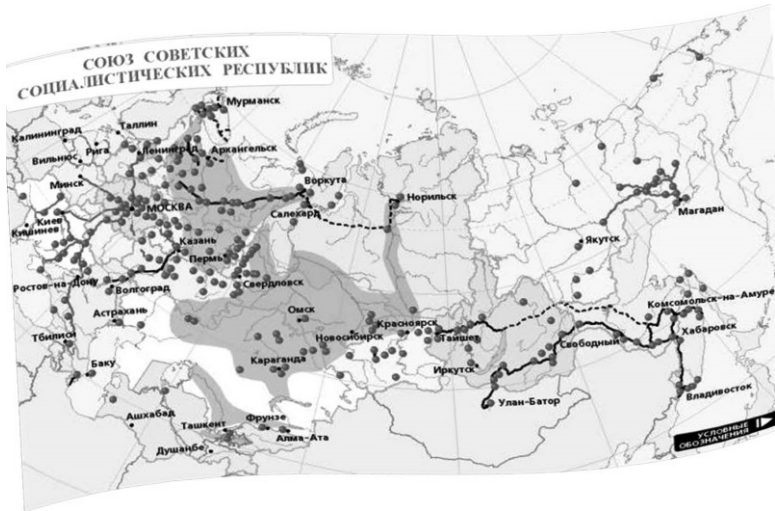 СОЮЗ СОВЕТСКИХ
СОЦИАЛИСТИЧЕСКИХ РЕСПУБЛИК
Мурманск
Таллин
Калининград
Рига
Ленинград
Архангельск
Вильнюс
Минск
Воркута
Норильск
МОСКВА
Салехард
Магадан
Киев
Кишинев
Казань
Якутск
Пермь
Ростов-на-Дону
Волгоград
Свердловск
Комсомольск-на-Амуре
Астрахань
Омск
Красноярск
Новосибирск
Тайшет
Свободный
Хабаровск
Тбилиси
Караганда
Иркутск
Баку
Улан-Батор
Владивосток
Ашхабад
Фрунзе
Ташкент
Алма-Ата
Душанбе
УСЛОВНЫЕ
ОБОЗНАЧЕНИЯ